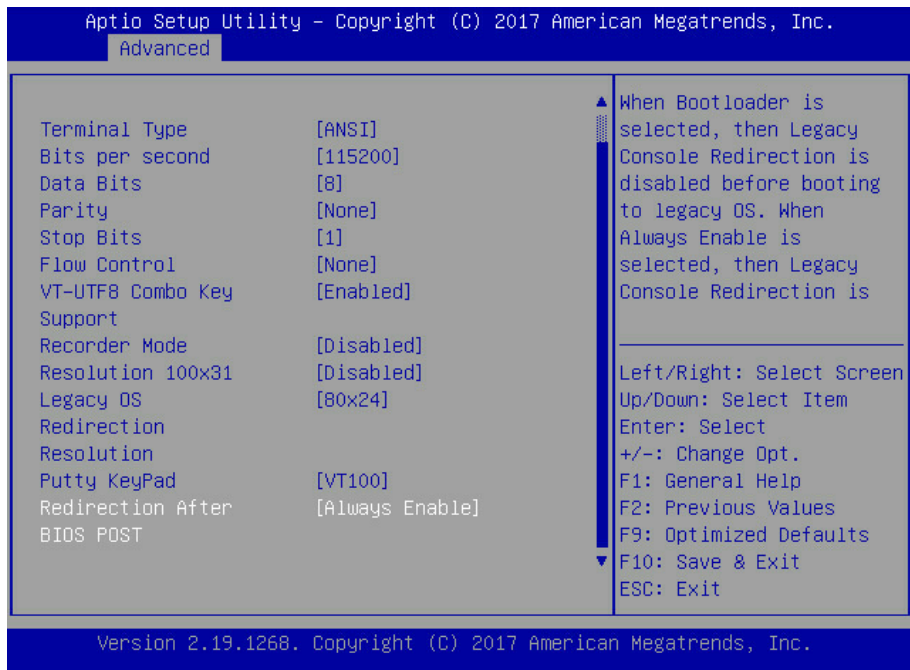 Aptio Setup Utility – Copyright (C) 2017 American Megatrends, Inc.
Advanced
Terminal Type [ANSI]
Bits per second [115200]
Data Bits [8]
Parity [None]
Stop Bits [1]
Flow Control [None]
VT-UTF8 Combo Key [Enabled]
Support
Recorder Mode [Disabled]
Resolution 100x31 [Disabled]
Legacy OS [80x24]
Redirection
Resolution
Putty KeyPad [VT100]
Redirection After [Always Enable]
BIOS POST
When Bootloader is
selected, then Legacy
Console Redirection is
disabled before booting
to legacy OS. When
Always Enable is
selected, then Legacy
Console Redirection is
Left/Right: Select Screen
Up/Down: Select Item
Enter: Select
+/-: Change Opt.
F1: General Help
F2: Previous Values
F9: Optimized Defaults
F10: Save & Exit
ESC: Exit
Version 2.19.1268. Copyright (C) 2017 American Megatrends, Inc.